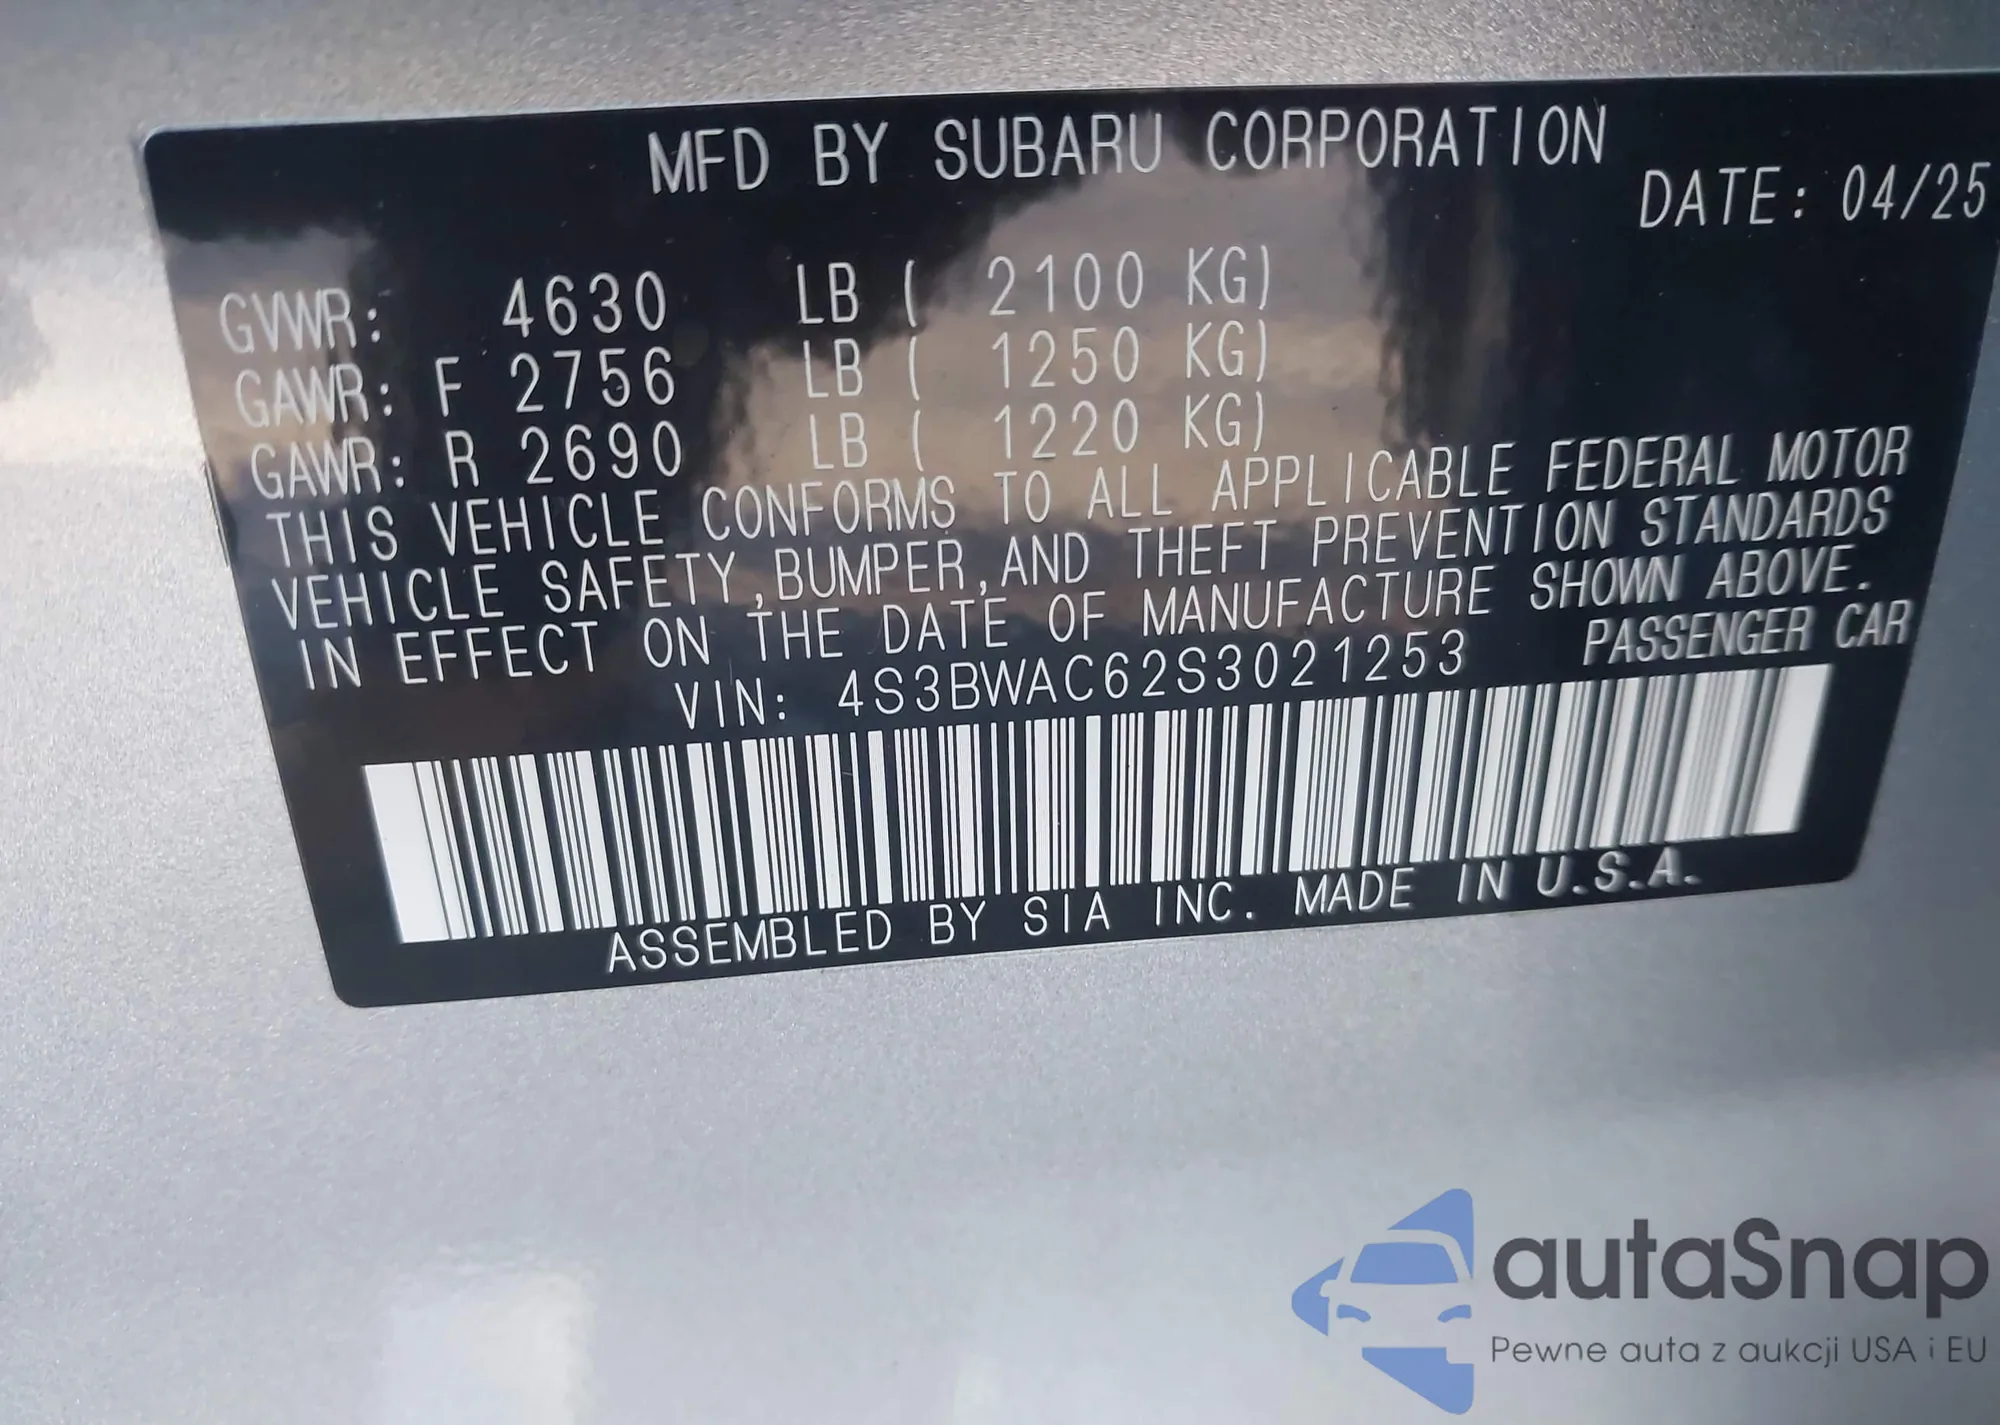 MFD BY SUBARU CORPORATION
DATE: 04/25
GVWR: 4630 LB ( 2100 KG)
GAWR: F 2756 LB ( 1250 KG)
GAWR: R 2690 LB ( 1220 KG)
THIS VEHICLE CONFORMS TO ALL APPLICABLE FEDERAL MOTOR
VEHICLE SAFETY,BUMPER,AND THEFT PREVENTION STANDARDS
IN EFFECT ON THE DATE OF MANUFACTURE SHOWN ABOVE.
VIN: 4S3BWAC62S3021253 PASSENGER CAR
ASSEMBLED BY SIA INC. MADE IN U.S.A.
autaSnap
Pewne auta z aukcji USA i EU